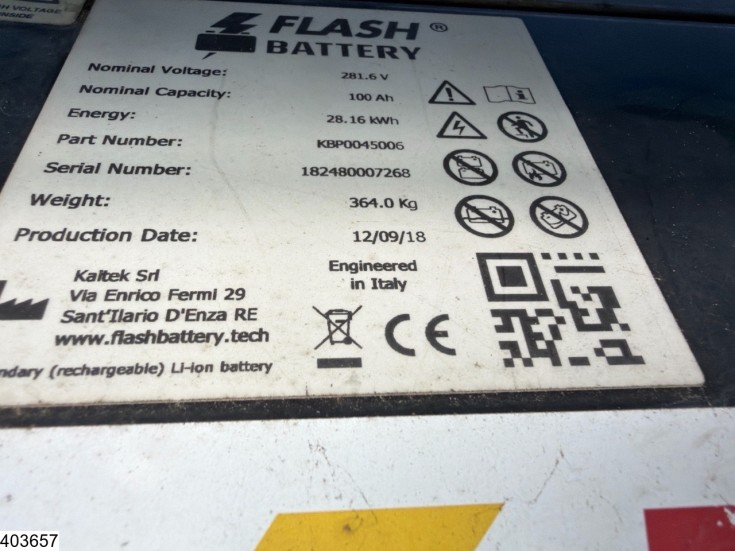 H VOLTAGE
NSIDE
FLASH ®
BATTERY
Nominal Voltage: 281.6 V
Nominal Capacity: 100 Ah
Energy: 28.16 kWh
Part Number: KBP0045006
Serial Number: 182480007268
Weight: 364.0 Kg
Production Date: 12/09/18
Kaitek Srl
Via Enrico Fermi 29
Sant'Ilario D'Enza RE
www.flashbattery.tech
Engineered
in Italy
CE
ndary (rechargeable) Li-ion battery
403657